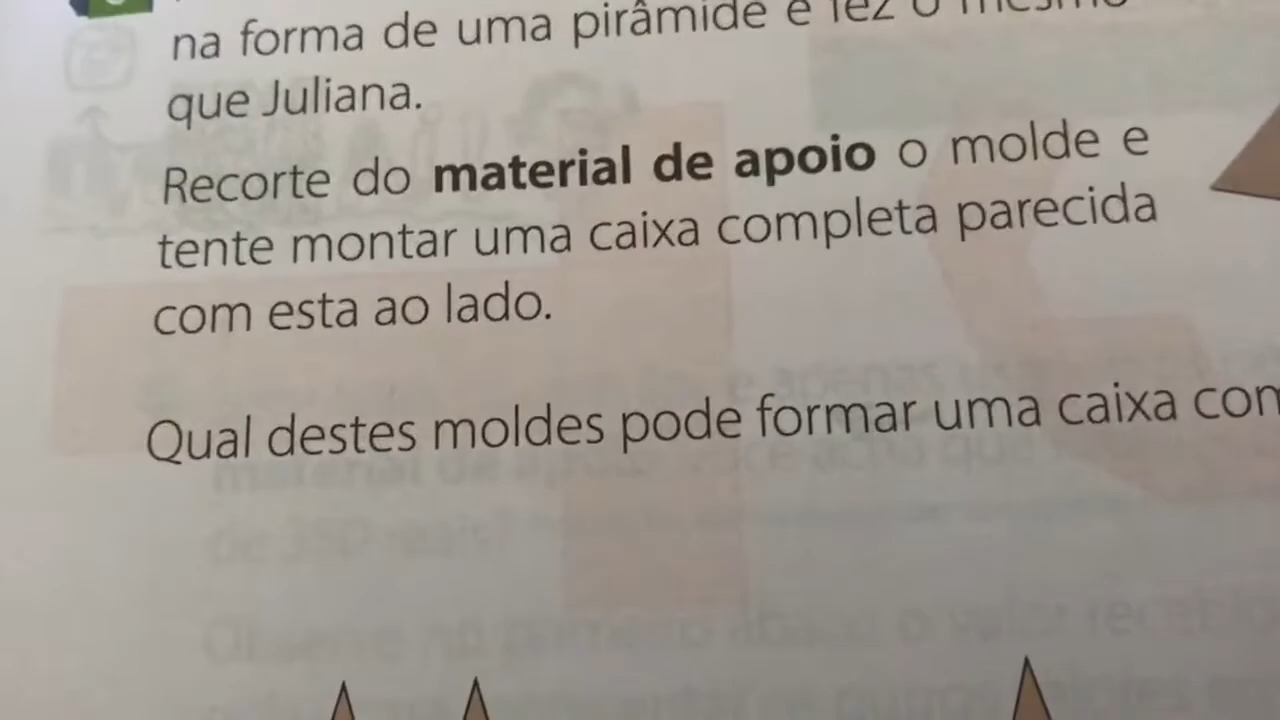 na forma de uma pirâmide e fez o mesmo
que Juliana.
Recorte do material de apoio o molde e
tente montar uma caixa completa parecida
com esta ao lado.
Qual destes moldes pode formar uma caixa com